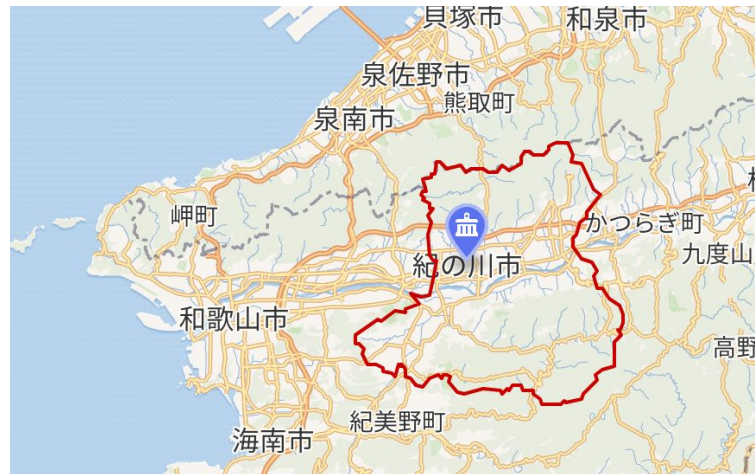 貝塚市
和泉市
泉佐野市
熊取町
泉南市
岬町
かつらぎ町
紀の川市
九度山
和歌山市
高野
紀美野町
海南市